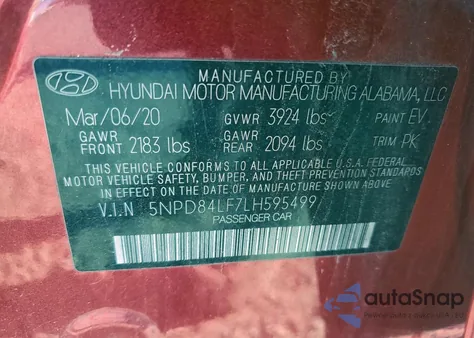 MANUFACTURED BY
HYUNDAI MOTOR MANUFACTURING ALABAMA, LLC
Mar/06/20 GVWR 3924 lbs PAINT EV
GAWR FRONT 2183 lbs GAWR REAR 2094 lbs TRIM PK
THIS VEHICLE CONFORMS TO ALL APPLICABLE U.S.A. FEDERAL
MOTOR VEHICLE SAFETY, BUMPER, AND THEFT PREVENTION STANDARDS
IN EFFECT ON THE DATE OF MANUFACTURE SHOWN ABOVE.
V.I.N 5NPD84LF7LH595499
PASSENGER CAR
autoSnap